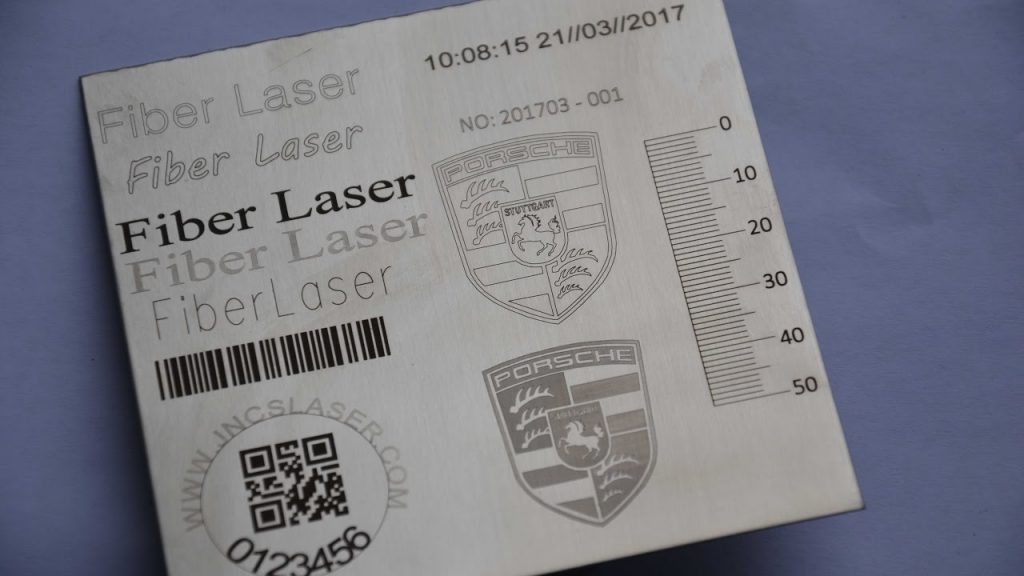 10:08:15 21//03//2017
Fiber Laser
Fiber Laser
Fiber Laser
Fiber Laser
FiberLaser
NO: 201703 - 001
PORSCHE
STUTTGART
0
10
20
30
40
50
PORSCHE
WWW.JNCSLASER.COM
0123456